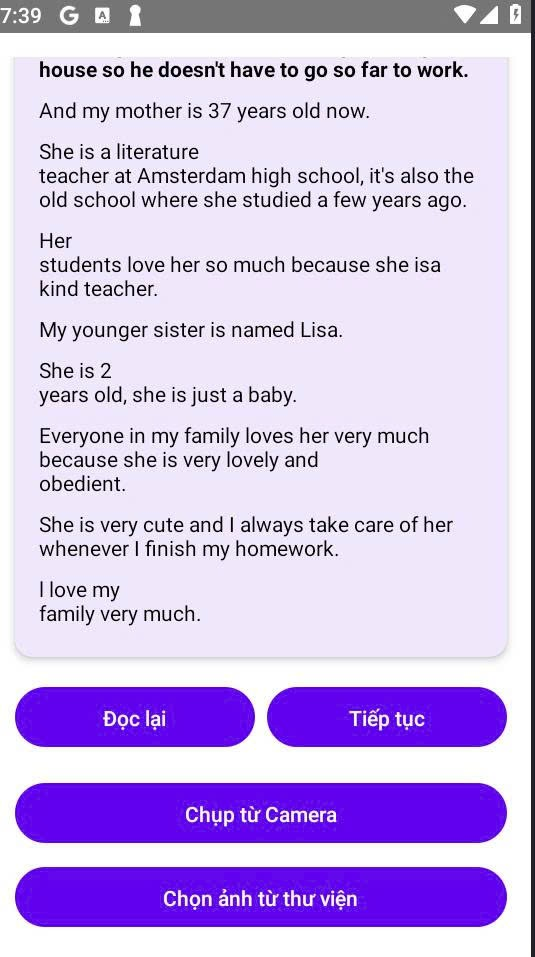 7:39
house so he doesn't have to go so far to work.
And my mother is 37 years old now.
She is a literature
teacher at Amsterdam high school, it's also the
old school where she studied a few years ago.
Her
students love her so much because she isa
kind teacher.
My younger sister is named Lisa.
She is 2
years old, she is just a baby.
Everyone in my family loves her very much
because she is very lovely and
obedient.
She is very cute and I always take care of her
whenever I finish my homework.
I love my
family very much.
Đọc lại
Tiếp tục
Chụp từ Camera
Chọn ảnh từ thư viện